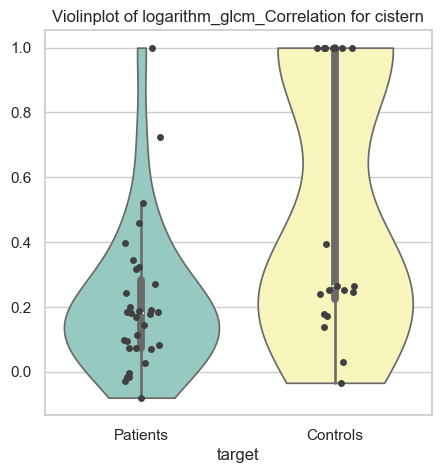 Violinplot of logarithm_glcm_Correlation for cistern
1.0
0.8
0.6
0.4
0.2
0.0
Patients Controls
target